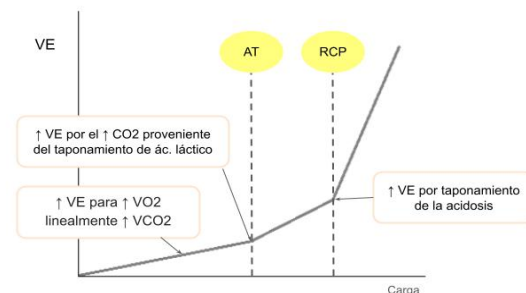 VE
AT
RCP
↑ VE por el ↑ CO2 proveniente
del taponamiento de ác. láctico
↑ VE para ↑ VO2
linealmente ↑ VCO2
↑ VE por taponamiento
de la acidosis
Carga